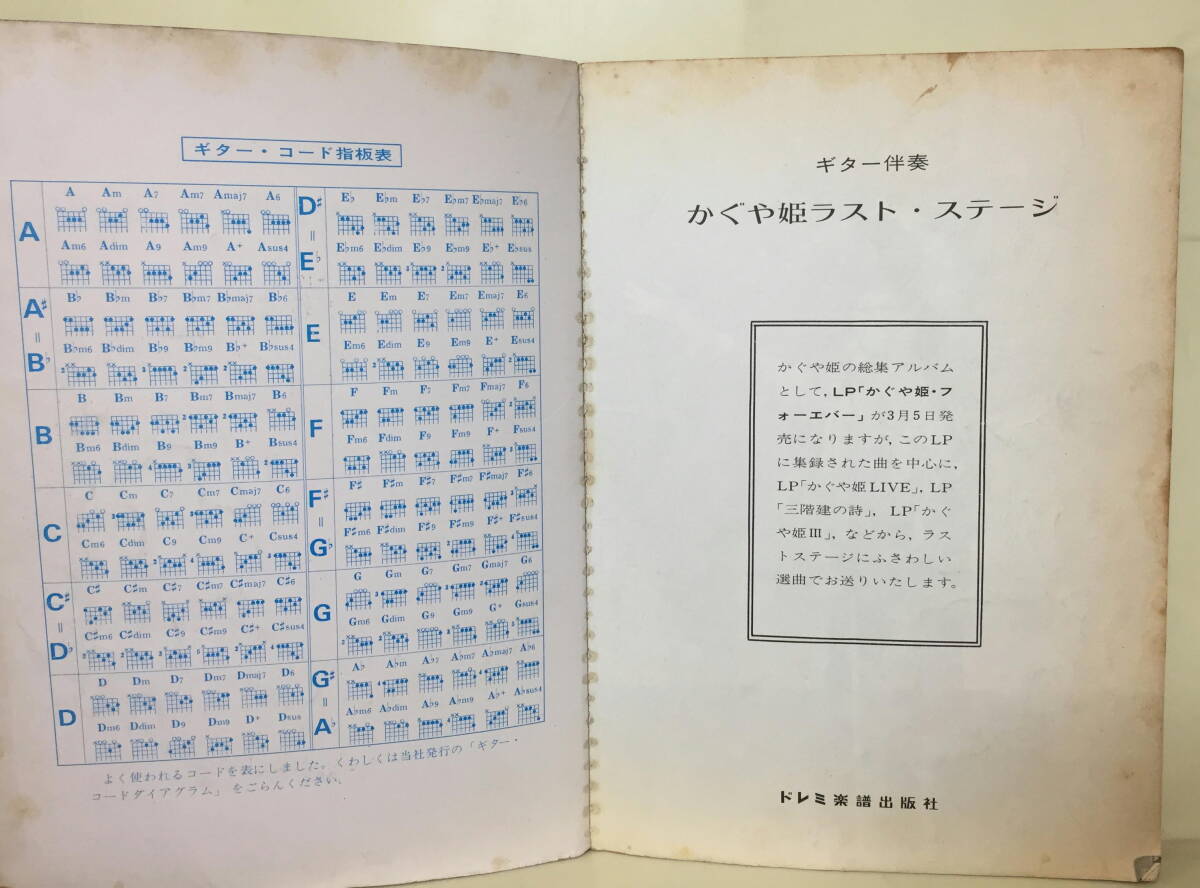 ギター・コード指板表
A
A Am A7 Am7 Amaj7 A6
Am6 Adim A9 Am9 A+ Asus4
A♯
＝
B♭
B♭ B♭m B♭7 B♭m7 B♭maj7 B♭6
B♭m6 B♭dim B♭9 B♭m9 B♭+ B♭sus4
B
B Bm B7 Bm7 Bmaj7 B6
Bm6 Bdim B9 Bm9 B+ Bsus4
C
C Cm C7 Cm7 Cmaj7 C6
Cm6 Cdim C9 Cm9 C+ Csus4
C♯
＝
D♭
C♯ C♯m C♯7 C♯m7 C♯maj7 C♯6
C♯m6 C♯dim C♯9 C♯m9 C♯+ C♯sus4
D
D Dm D7 Dm7 Dmaj7 D6
Dm6 Ddim D9 Dm9 D+ Dsus
D♯
＝
E♭
E♭ E♭m E♭7 E♭m7 E♭maj7 E♭6
E♭m6 E♭dim E♭9 E♭m9 E♭+ E♭sus
E
E Em E7 Em7 Emaj7 E6
Em6 Edim E9 Em9 E+ Esus4
F
F Fm F7 Fm7 Fmaj7 F6
Fm6 Fdim F9 Fm9 F+ Fsus4
F♯
＝
G♭
F♯ F♯m F♯7 F♯m7 F♯maj7 F♯6
F♯m6 F♯dim F♯9 F♯m9 F♯+ F♯sus4
G
G Gm G7 Gm7 Gmaj7 G6
Gm6 Gdim G9 Gm9 G+ Gsus4
G♯
＝
A♭
A♭ A♭m A♭7 A♭m7 A♭maj7 A♭6
A♭m6 A♭dim A♭9 A♭m9 A♭+ A♭sus4
よく使われるコードを表にしました。くわしくは当社発行の「ギター・
コードダイアグラム」をごらんください。
ギター伴奏
かぐや姫ラスト・ステージ
かぐや姫の総集アルバム
として，LP「かぐや姫・フ
ォーエバー」が3月5日発
売になりますが，このLP
に集録された曲を中心に，
LP「かぐや姫LIVE」，LP
「三階建の詩」，LP「かぐ
や姫Ⅲ」，などから，ラス
トステージにふさわしい
選曲でお送りいたします。
ドレミ楽譜出版社